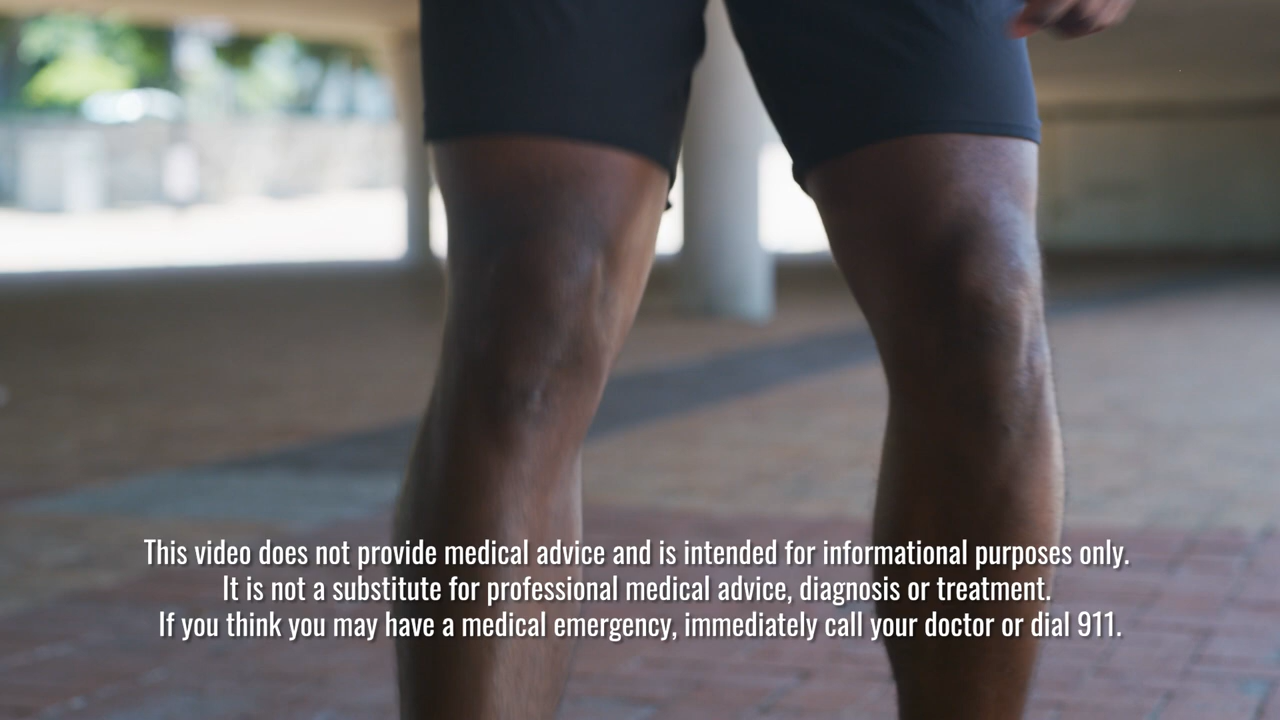 This video does not provide medical advice and is intended for informational purposes only.
It is not a substitute for professional medical advice, diagnosis or treatment.
If you think you may have a medical emergency, immediately call your doctor or dial 911.